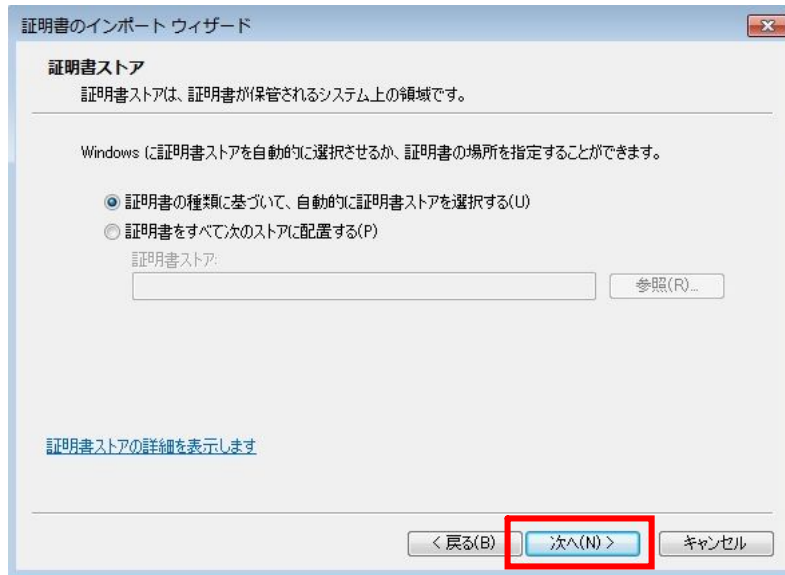 証明書のインポート ウィザード
証明書ストア
証明書ストアは、証明書が保管されるシステム上の領域です。
Windows に証明書ストアを自動的に選択させるか、証明書の場所を指定することができます。
証明書の種類に基づいて、自動的に証明書ストアを選択する(U)
証明書をすべて次のストアに配置する(P)
証明書ストア:
参照(R)...
証明書ストアの詳細を表示します
< 戻る(B) 次へ(N) > キャンセル